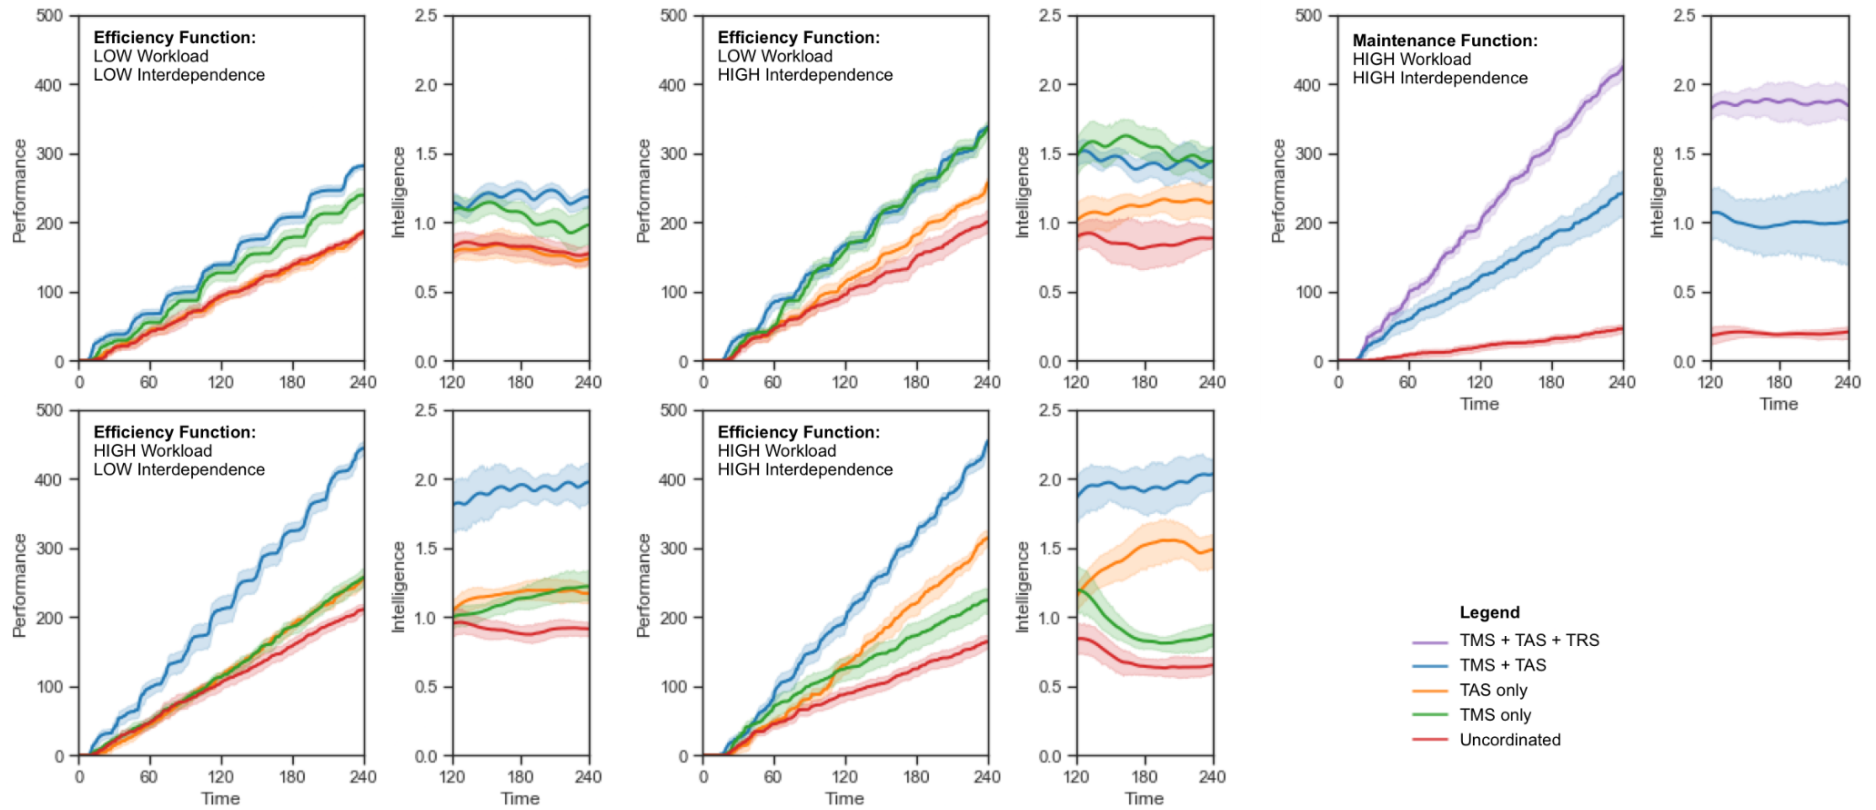 500
400
300
200
100
0
Performance
Efficiency Function:
LOW Workload
LOW Interdependence
0 60 120 180 240
2.5
2.0
1.5
1.0
0.5
0.0
Intelligence
120 180 240
500
400
300
200
100
0
Performance
Efficiency Function:
LOW Workload
HIGH Interdependence
0 60 120 180 240
2.5
2.0
1.5
1.0
0.5
0.0
Intelligence
120 180 240
500
400
300
200
100
0
Performance
Maintenance Function:
HIGH Workload
HIGH Interdependence
0 60 120 180 240
Time
2.5
2.0
1.5
1.0
0.5
0.0
Intelligence
120 180 240
Time
500
400
300
200
100
0
Performance
Efficiency Function:
HIGH Workload
LOW Interdependence
0 60 120 180 240
Time
2.5
2.0
1.5
1.0
0.5
0.0
Intelligence
120 180 240
Time
500
400
300
200
100
0
Performance
Efficiency Function:
HIGH Workload
HIGH Interdependence
0 60 120 180 240
Time
2.5
2.0
1.5
1.0
0.5
0.0
Intelligence
120 180 240
Time
Legend
TMS + TAS + TRS
TMS + TAS
TAS only
TMS only
Uncordinated